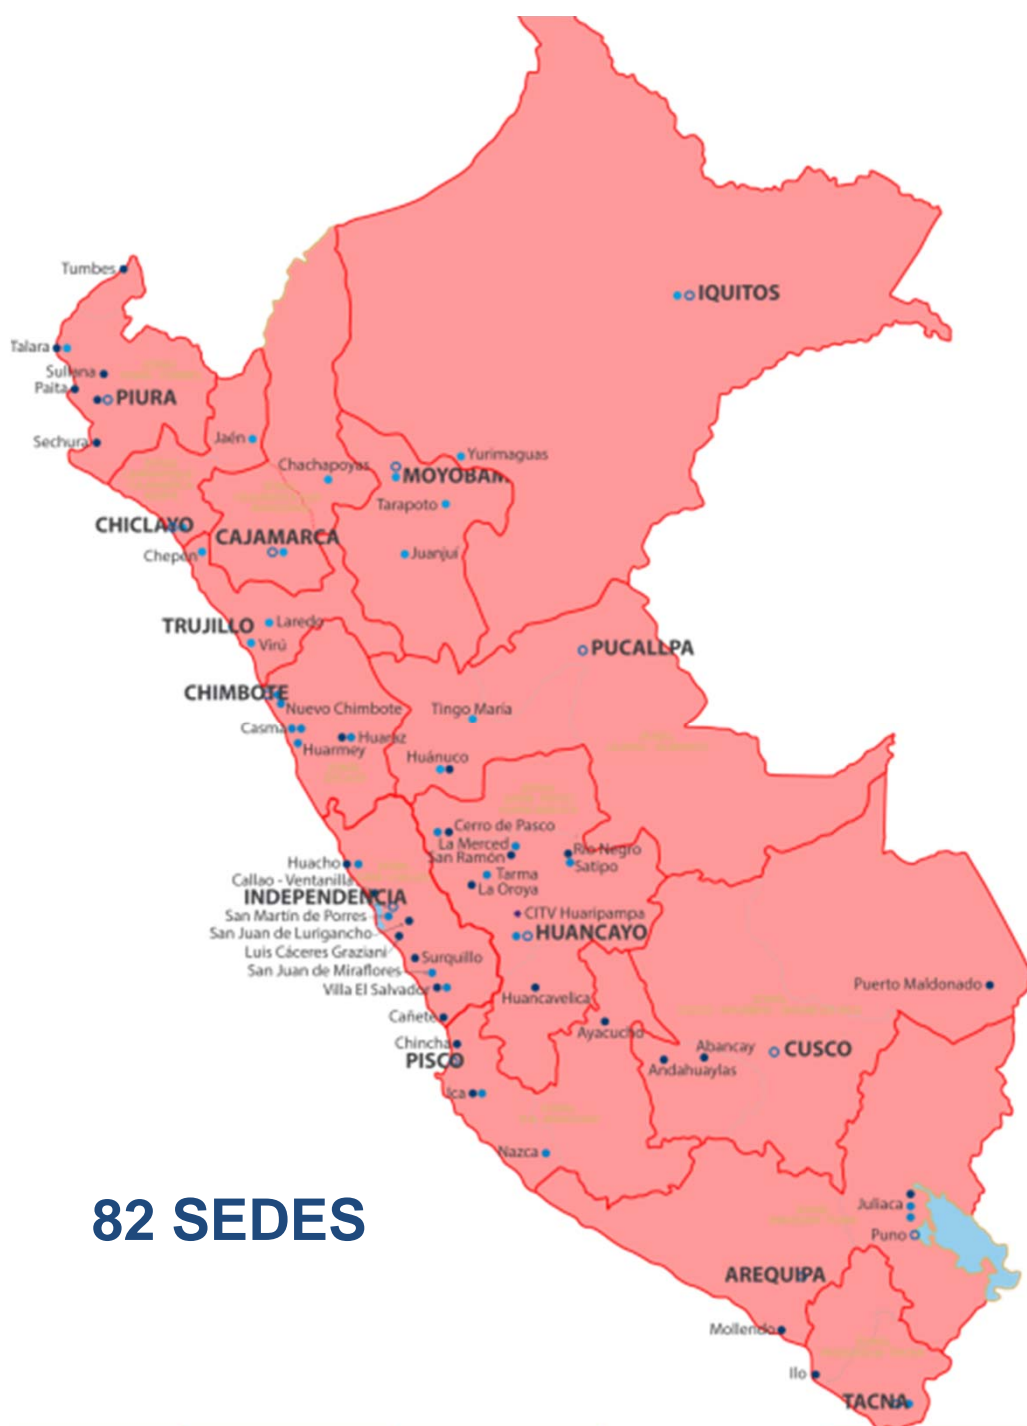 Tumbes
IQUITOS
Talara
Sullana
Paita
PIURA
Sechura
Jaén
Yurimaguas
Chachapoyas
MOYOBAM
Tarapoto
CHICLAYO
CAJAMARCA
Chepén
Juanjuí
Laredo
TRUJILLO
Virú
PUCALLPA
CHIMBOTE
Nuevo Chimbote
Tingo María
Casma
Huaraz
Huarmey
Huánuco
Cerro de Pasco
La Merced
Río Negro
San Ramón
Huacho
Satipo
Tarma
Callao - Ventanilla
La Oroya
INDEPENDENCIA
CITV Huaripampa
San Martín de Porres
San Juan de Lurigancho
HUANCAYO
Luis Cáceres Graziani
Surquillo
San Juan de Miraflores
Puerto Maldonado
Villa El Salvador
Huancavelica
Cañete
Ayacucho
Chincha
Abancay
CUSCO
PISCO
Andahuaylas
Ica
Nazca
Juliaca
82 SEDES
Puno
AREQUIPA
Mollendo
Ilo
TACNA